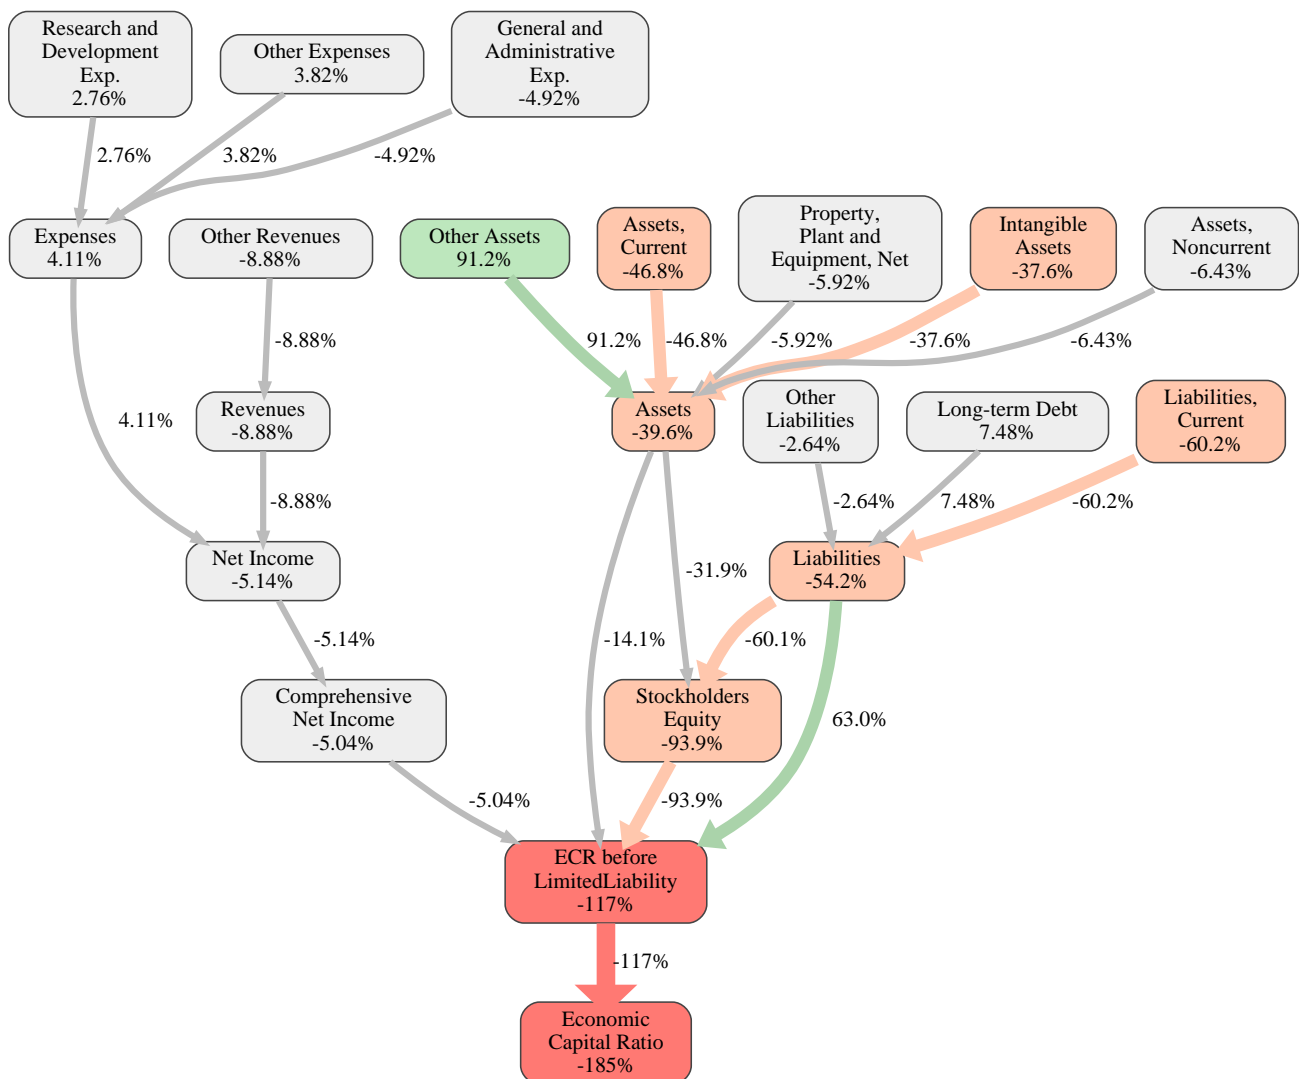 Research and
Development
Exp.
2.76%
Other Expenses
3.82%
General and
Administrative
Exp.
-4.92%
2.76%
3.82%
-4.92%
Expenses
4.11%
Other Revenues
-8.88%
Other Assets
91.2%
Assets,
Current
-46.8%
Property,
Plant and
Equipment, Net
-5.92%
Intangible
Assets
-37.6%
Assets,
Noncurrent
-6.43%
-8.88%
91.2%
-46.8%
-5.92%
-37.6%
-6.43%
4.11%
Revenues
-8.88%
Assets
-39.6%
Other
Liabilities
-2.64%
Long-term Debt
7.48%
Liabilities,
Current
-60.2%
-8.88%
-2.64%
7.48%
-60.2%
Net Income
-5.14%
-31.9%
Liabilities
-54.2%
-5.14%
-14.1%
-60.1%
Comprehensive
Net Income
-5.04%
Stockholders
Equity
-93.9%
63.0%
-5.04%
-93.9%
ECR before
LimitedLiability
-117%
-117%
Economic
Capital Ratio
-185%